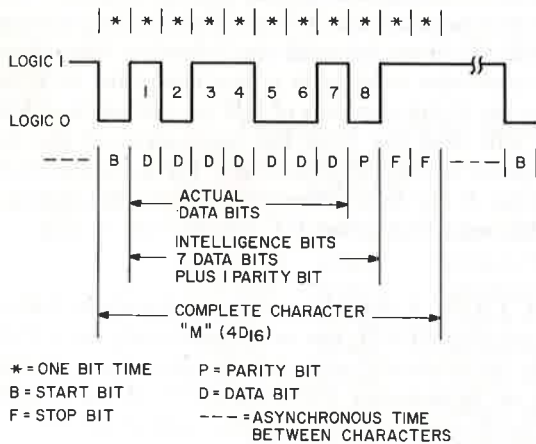 | * | * | * | * | * | * | * | * | * | * | * |
LOGIC 1
1 2 3 4 5 6 7 8
LOGIC 0
---- | B | D | D | D | D | D | D | D | P | F | F | ---- | B
ACTUAL
DATA BITS
INTELLIGENCE BITS
7 DATA BITS
PLUS 1 PARITY BIT
COMPLETE CHARACTER
"M" (4D16)
* = ONE BIT TIME
P = PARITY BIT
B = START BIT
D = DATA BIT
F = STOP BIT
--- = ASYNCHRONOUS TIME
BETWEEN CHARACTERS